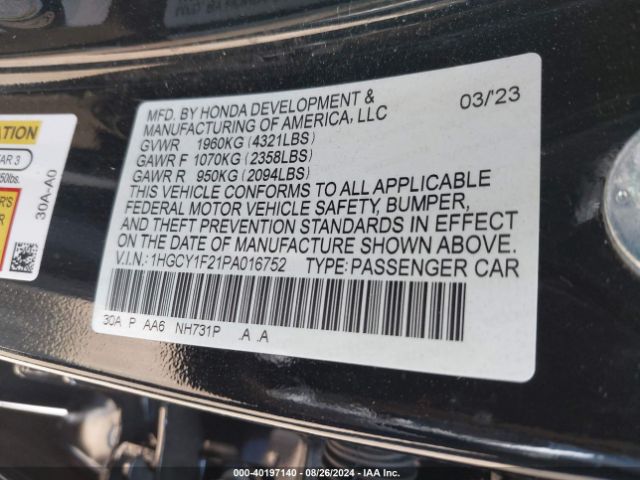 MFD. BY HONDA DEVELOPMENT & 03/'23
MANUFACTURING OF AMERICA, LLC
GVWR 1960KG (4321LBS)
GAWR F 1070KG (2358LBS)
GAWR R 950KG (2094LBS)
THIS VEHICLE CONFORMS TO ALL APPLICABLE
FEDERAL MOTOR VEHICLE SAFETY, BUMPER,
AND THEFT PREVENTION STANDARDS IN EFFECT
ON THE DATE OF MANUFACTURE SHOWN ABOVE.
V.I.N.: 1HGCY1F21PA016752 TYPE: PASSENGER CAR
30A P AA6 NH731P .A .A
ATION
AR 3
50lbs.
R'S
30A-A0
000-40197140 - 08/26/2024 - IAA Inc.